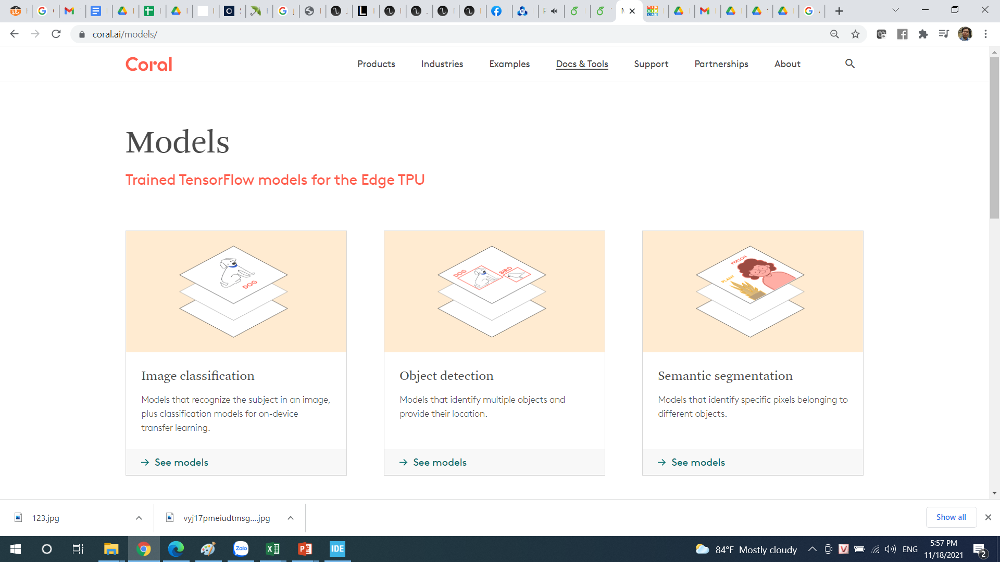 coral.ai/models/
Coral
Products Industries Examples Docs & Tools Support Partnerships About
Models
Trained TensorFlow models for the Edge TPU
DOG
DOG BIRD
PERSON
PLANT
Image classification
Models that recognize the subject in an image,
plus classification models for on-device
transfer learning.
→ See models
Object detection
Models that identify multiple objects and
provide their location.
→ See models
Semantic segmentation
Models that identify specific pixels belonging to
different objects.
→ See models
123.jpg
vyj17pmeiudtmsg....jpg
Show all
Zalo
IDE
84°F Mostly cloudy
ENG
5:57 PM
11/18/2021
2